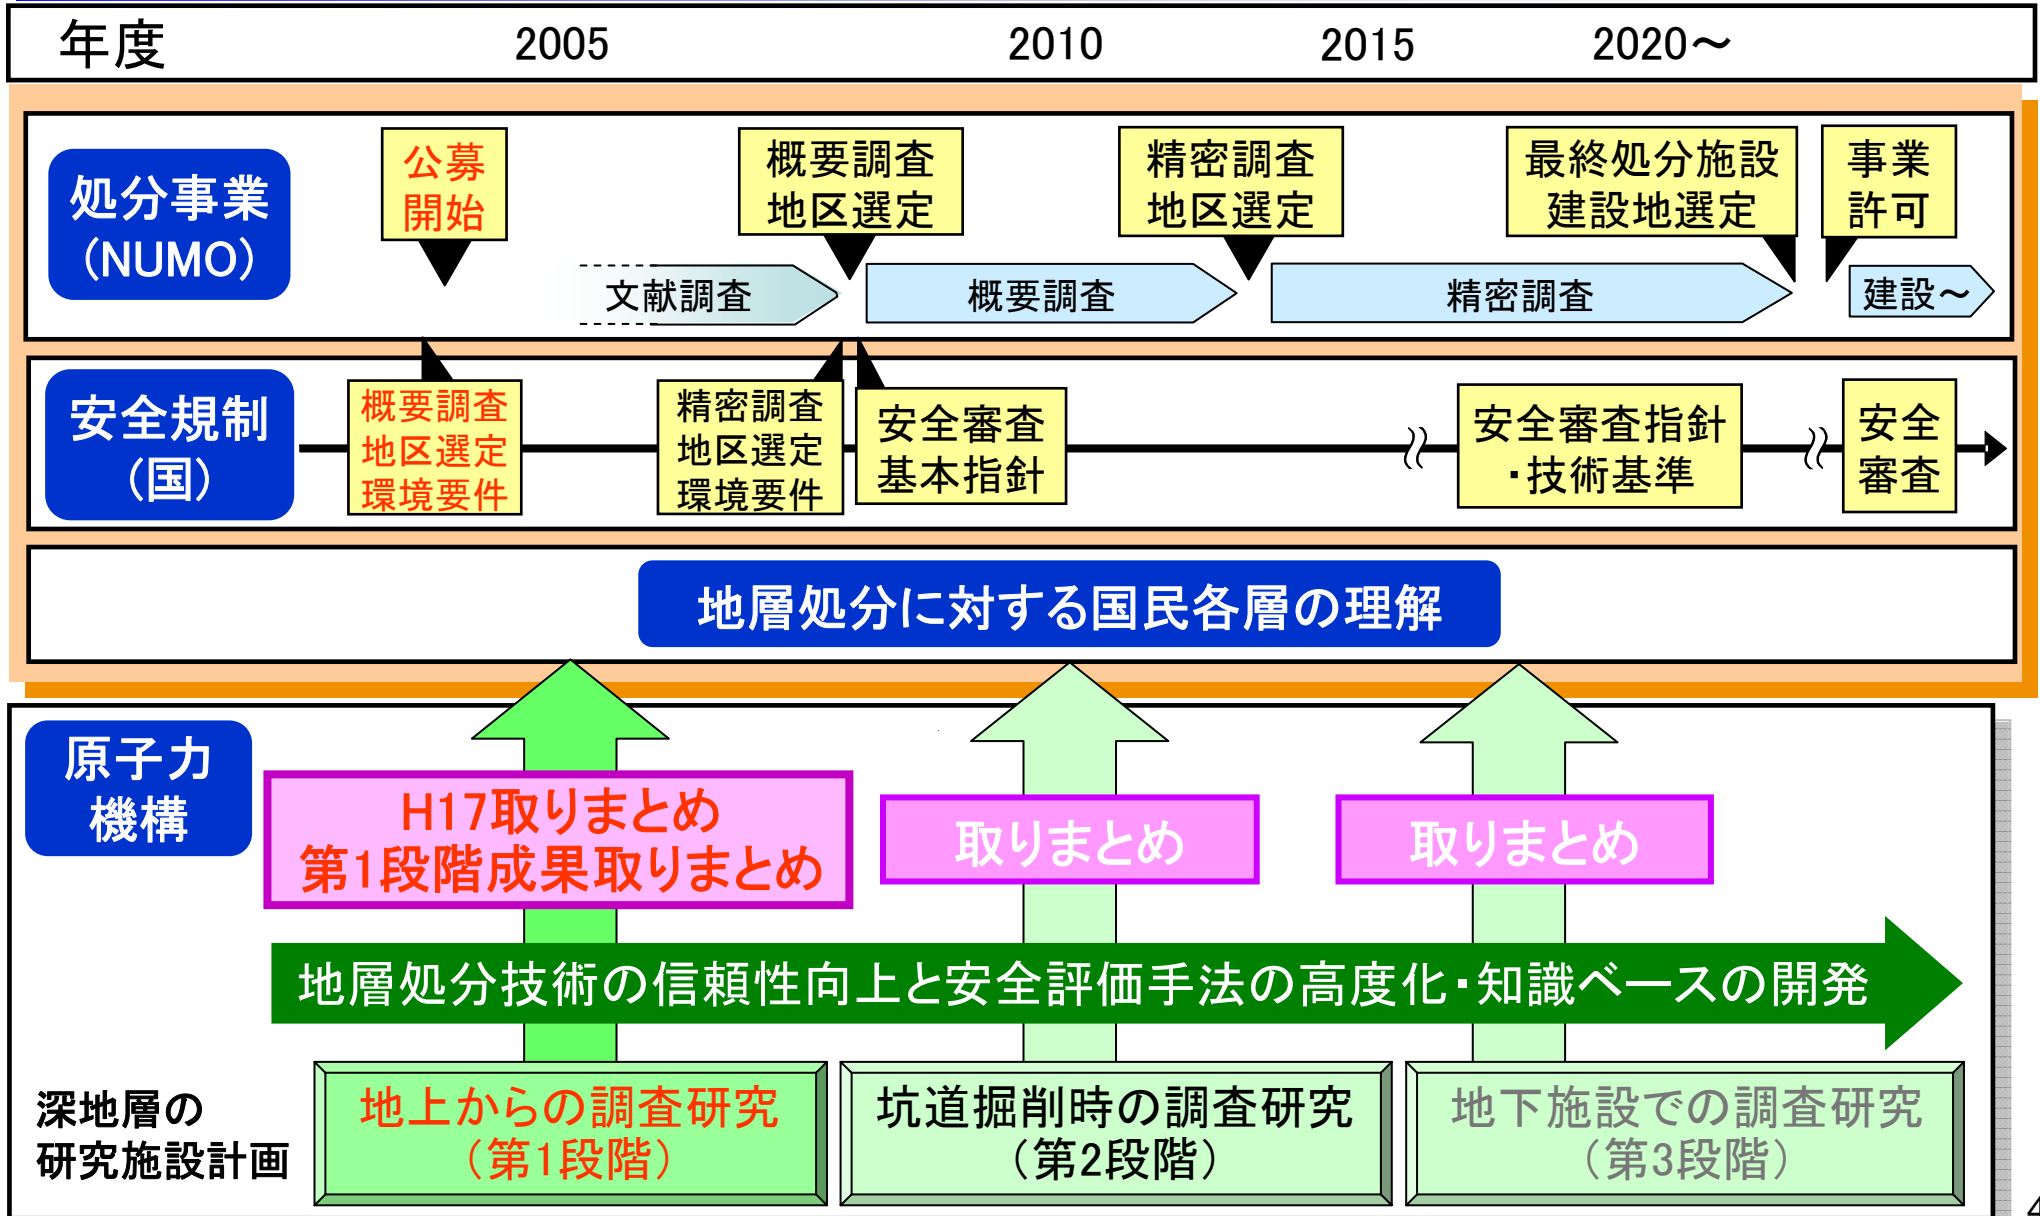 年度 2005 2010 2015 2020～
処分事業
（NUMO）
公募
開始
概要調査
地区選定
精密調査
地区選定
最終処分施設
建設地選定
事業
許可
文献調査
概要調査
精密調査
建設～
安全規制
（国）
概要調査
地区選定
環境要件
精密調査
地区選定
環境要件
安全審査
基本指針
安全審査指針
・技術基準
安全
審査
地層処分に対する国民各層の理解
原子力
機構
H17取りまとめ
第1段階成果取りまとめ
取りまとめ
取りまとめ
地層処分技術の信頼性向上と安全評価手法の高度化・知識ベースの開発
深地層の
研究施設計画
地上からの調査研究
（第1段階）
坑道掘削時の調査研究
（第2段階）
地下施設での調査研究
（第3段階）